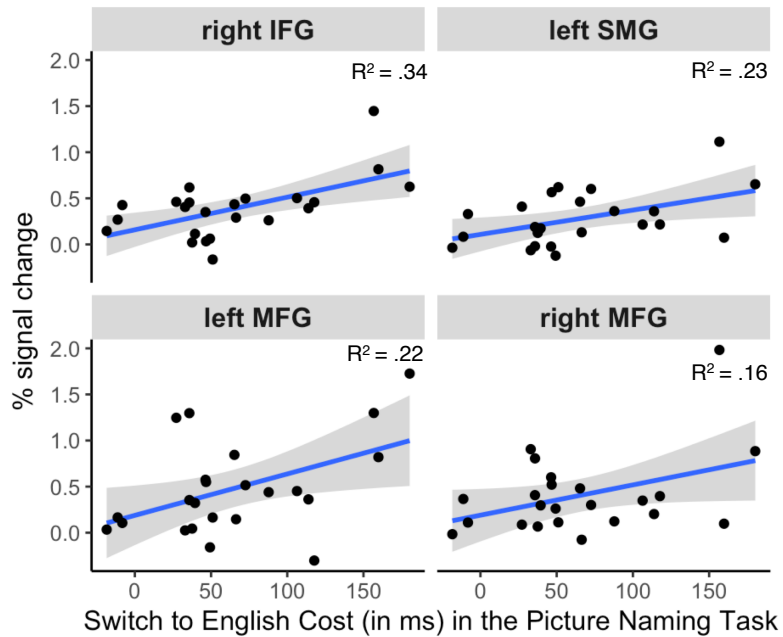 right IFG
left SMG
2.0
1.5
1.0
0.5
0.0
R² = .34
R² = .23
left MFG
right MFG
2.0
1.5
1.0
0.5
0.0
R² = .22
R² = .16
% signal change
0 50 100 150
0 50 100 150
Switch to English Cost (in ms) in the Picture Naming Task